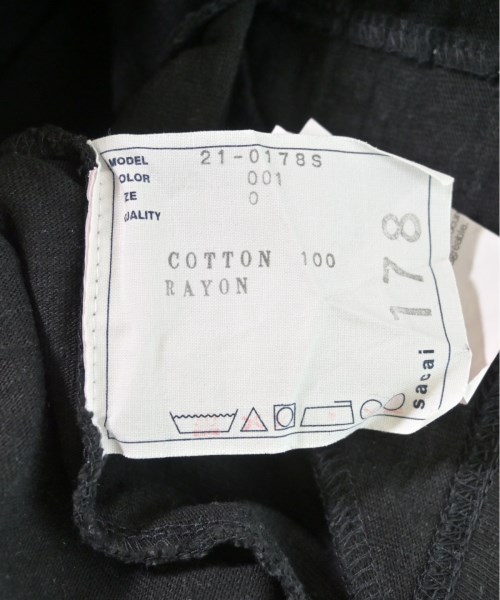 MODEL 21-0178S
OLOR 001
ZE 0
UALITY
COTTON 100
RAYON
178
sacai